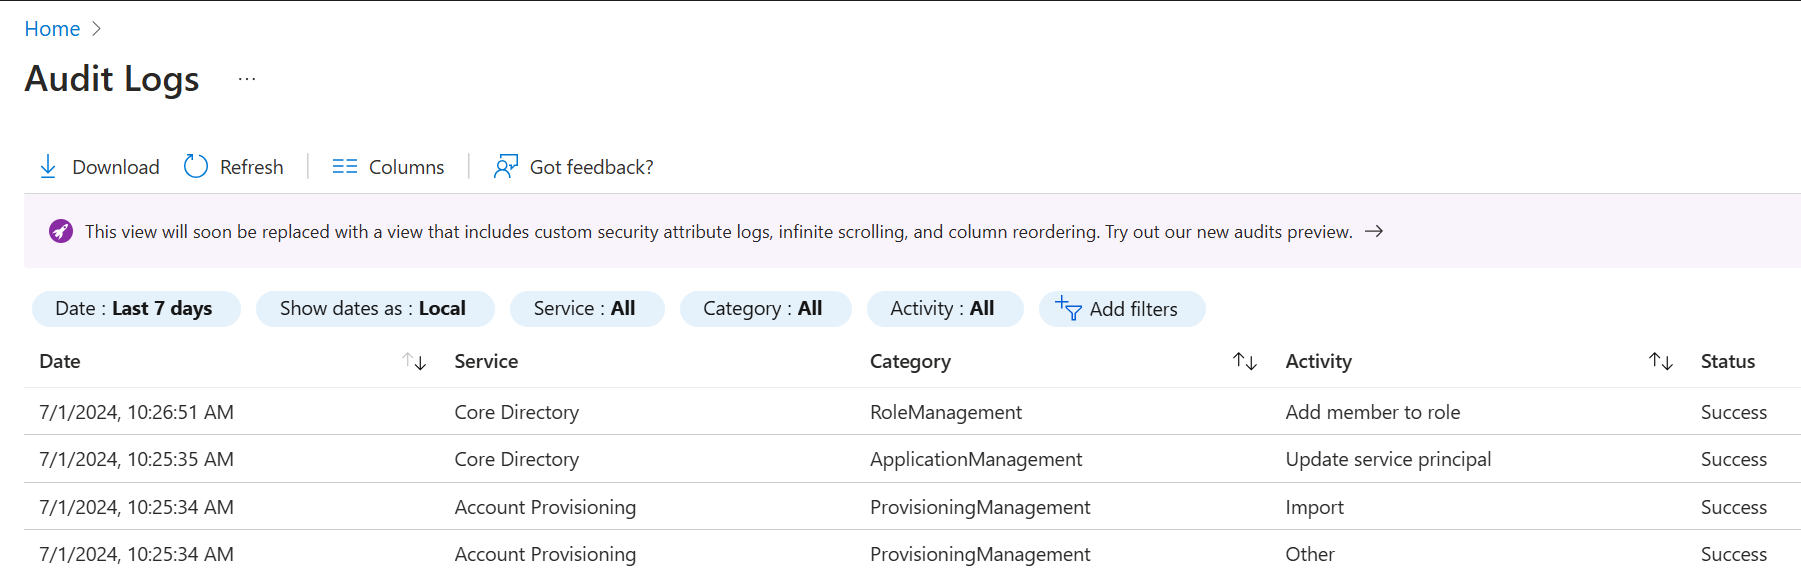 Home
Audit Logs ...
Download Refresh Columns Got feedback?
This view will soon be replaced with a view that includes custom security attribute logs, infinite scrolling, and column reordering. Try out our new audits preview. →
Date : Last 7 days Show dates as : Local Service : All Category : All Activity : All Add filters
Date Service Category Activity Status
7/1/2024, 10:26:51 AM Core Directory RoleManagement Add member to role Success
7/1/2024, 10:25:35 AM Core Directory ApplicationManagement Update service principal Success
7/1/2024, 10:25:34 AM Account Provisioning ProvisioningManagement Import Success
7/1/2024, 10:25:34 AM Account Provisioning ProvisioningManagement Other Success